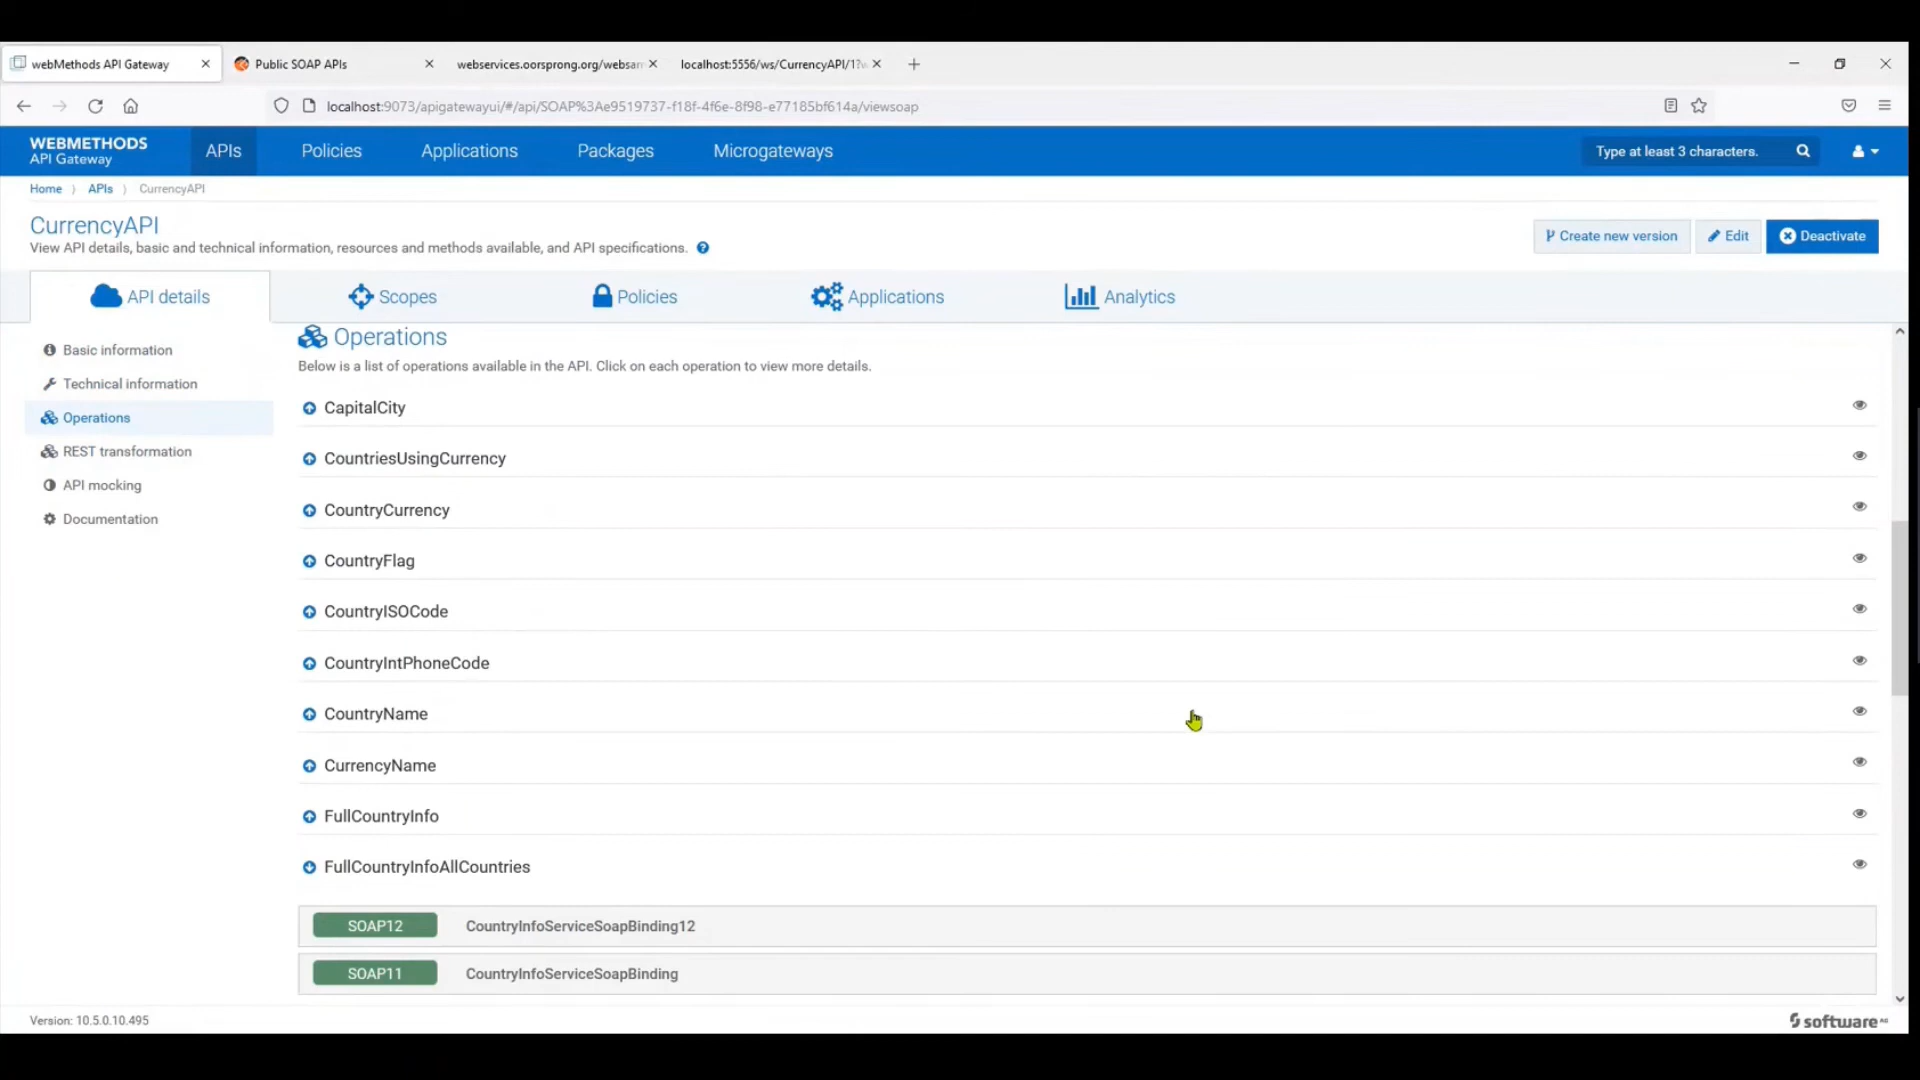 webMethods API Gateway
Public SOAP APIs
webservices.oorsprong.org/websam
localhost:5556/ws/CurrencyAPI/1?w
localhost:9073/apigatewayui/#/api/SOAP%3Ae9519737-f18f-4f6e-8f98-e77185bf614a/viewsoap
WEBMETHODS
API Gateway
APIs
Policies
Applications
Packages
Microgateways
Type at least 3 characters.
Home
APIs
CurrencyAPI
CurrencyAPI
View API details, basic and technical information, resources and methods available, and API specifications.
Create new version
Edit
Deactivate
API details
Scopes
Policies
Applications
Analytics
Basic information
Technical information
Operations
REST transformation
API mocking
Documentation
Operations
Below is a list of operations available in the API. Click on each operation to view more details.
CapitalCity
CountriesUsingCurrency
CountryCurrency
CountryFlag
CountryISOCode
CountryIntPhoneCode
CountryName
CurrencyName
FullCountryInfo
FullCountryInfoAllCountries
SOAP12 CountryInfoServiceSoapBinding12
SOAP11 CountryInfoServiceSoapBinding
Version: 10.5.0.10.495
software AG